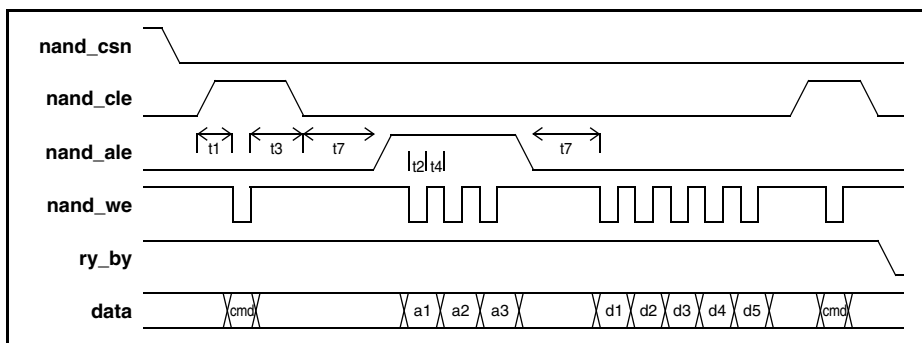 nand_csn
nand_cle
t1 t3 t7 t7
nand_ale
t2 t4
nand_we
ry_by
data cmd a1 a2 a3 d1 d2 d3 d4 d5 cmd